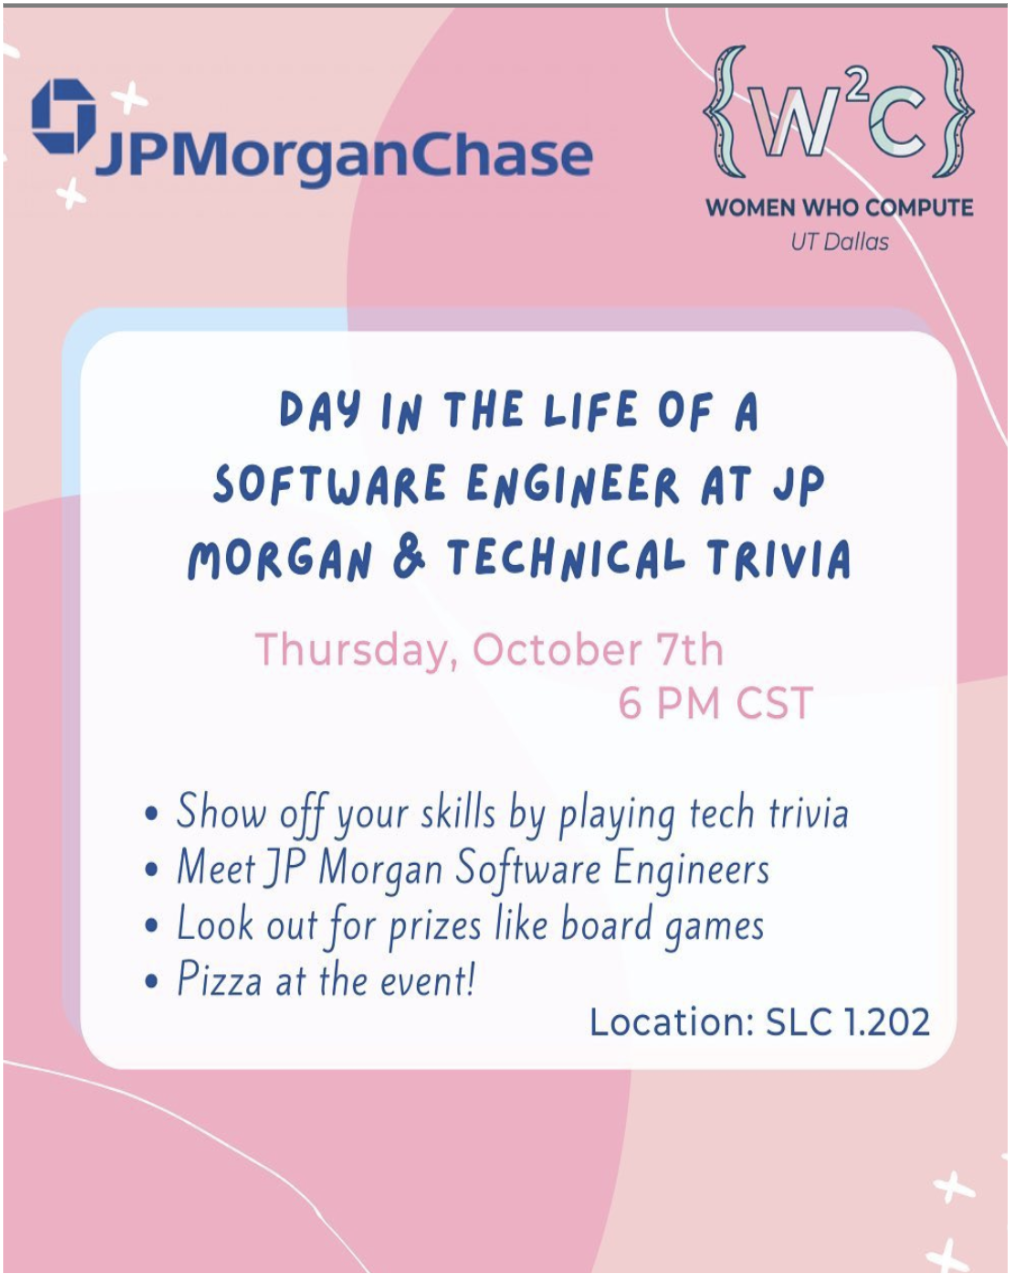 JPMorganChase
{W²C}
WOMEN WHO COMPUTE
UT Dallas
DAY IN THE LIFE OF A
SOFTWARE ENGINEER AT JP
MORGAN & TECHNICAL TRIVIA
Thursday, October 7th
6 PM CST
• Show off your skills by playing tech trivia
• Meet JP Morgan Software Engineers
• Look out for prizes like board games
• Pizza at the event!
Location: SLC 1.202